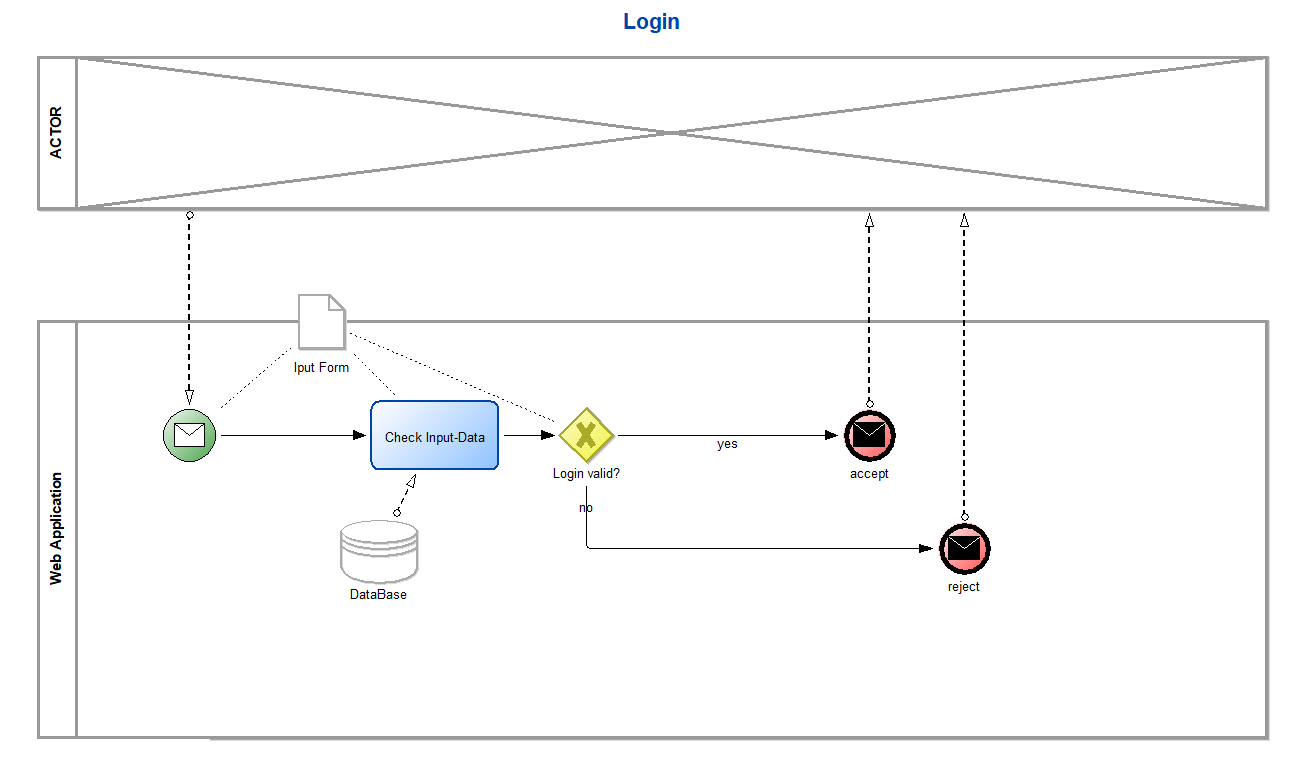 Login
ACTOR
Iput Form
Check Input-Data
Login valid?
yes
accept
no
reject
DataBase
Web Application